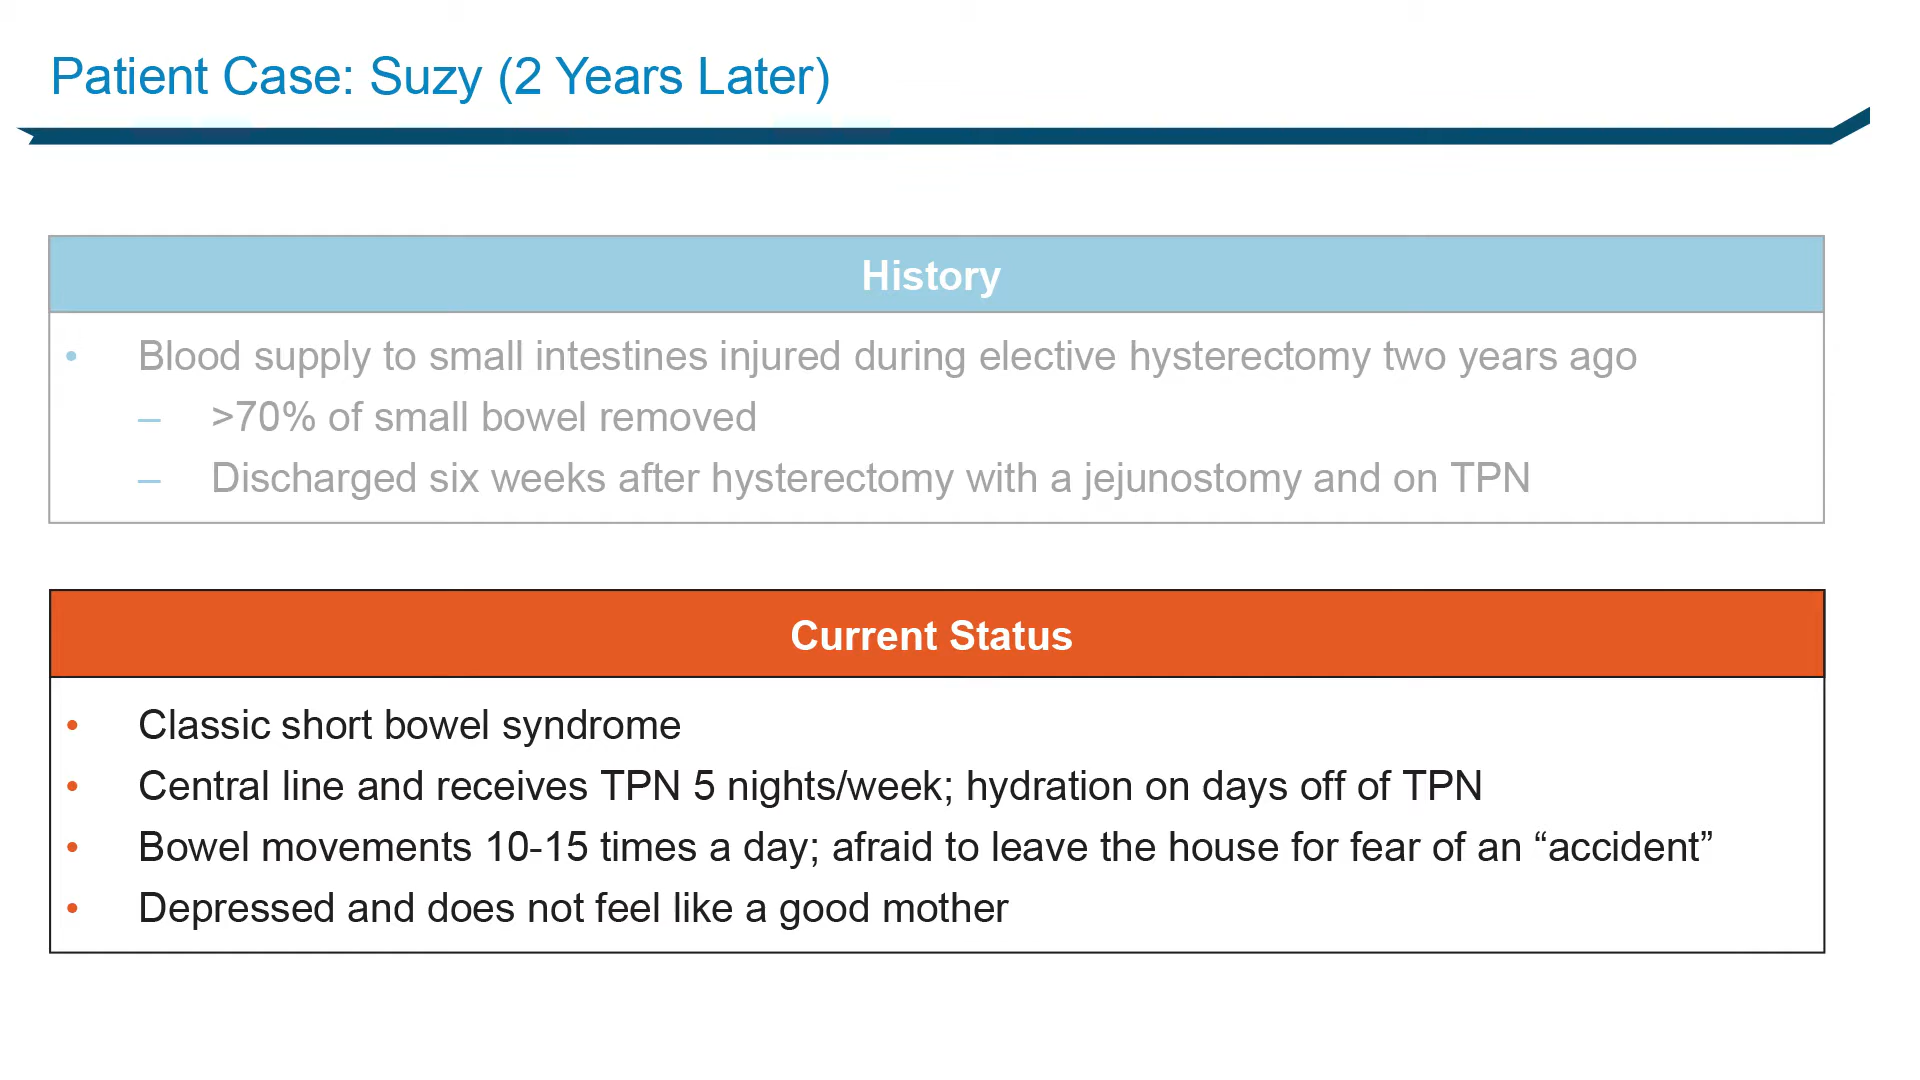 Patient Case: Suzy (2 Years Later)
History
• Blood supply to small intestines injured during elective hysterectomy two years ago
– >70% of small bowel removed
– Discharged six weeks after hysterectomy with a jejunostomy and on TPN
Current Status
• Classic short bowel syndrome
• Central line and receives TPN 5 nights/week; hydration on days off of TPN
• Bowel movements 10-15 times a day; afraid to leave the house for fear of an “accident”
• Depressed and does not feel like a good mother